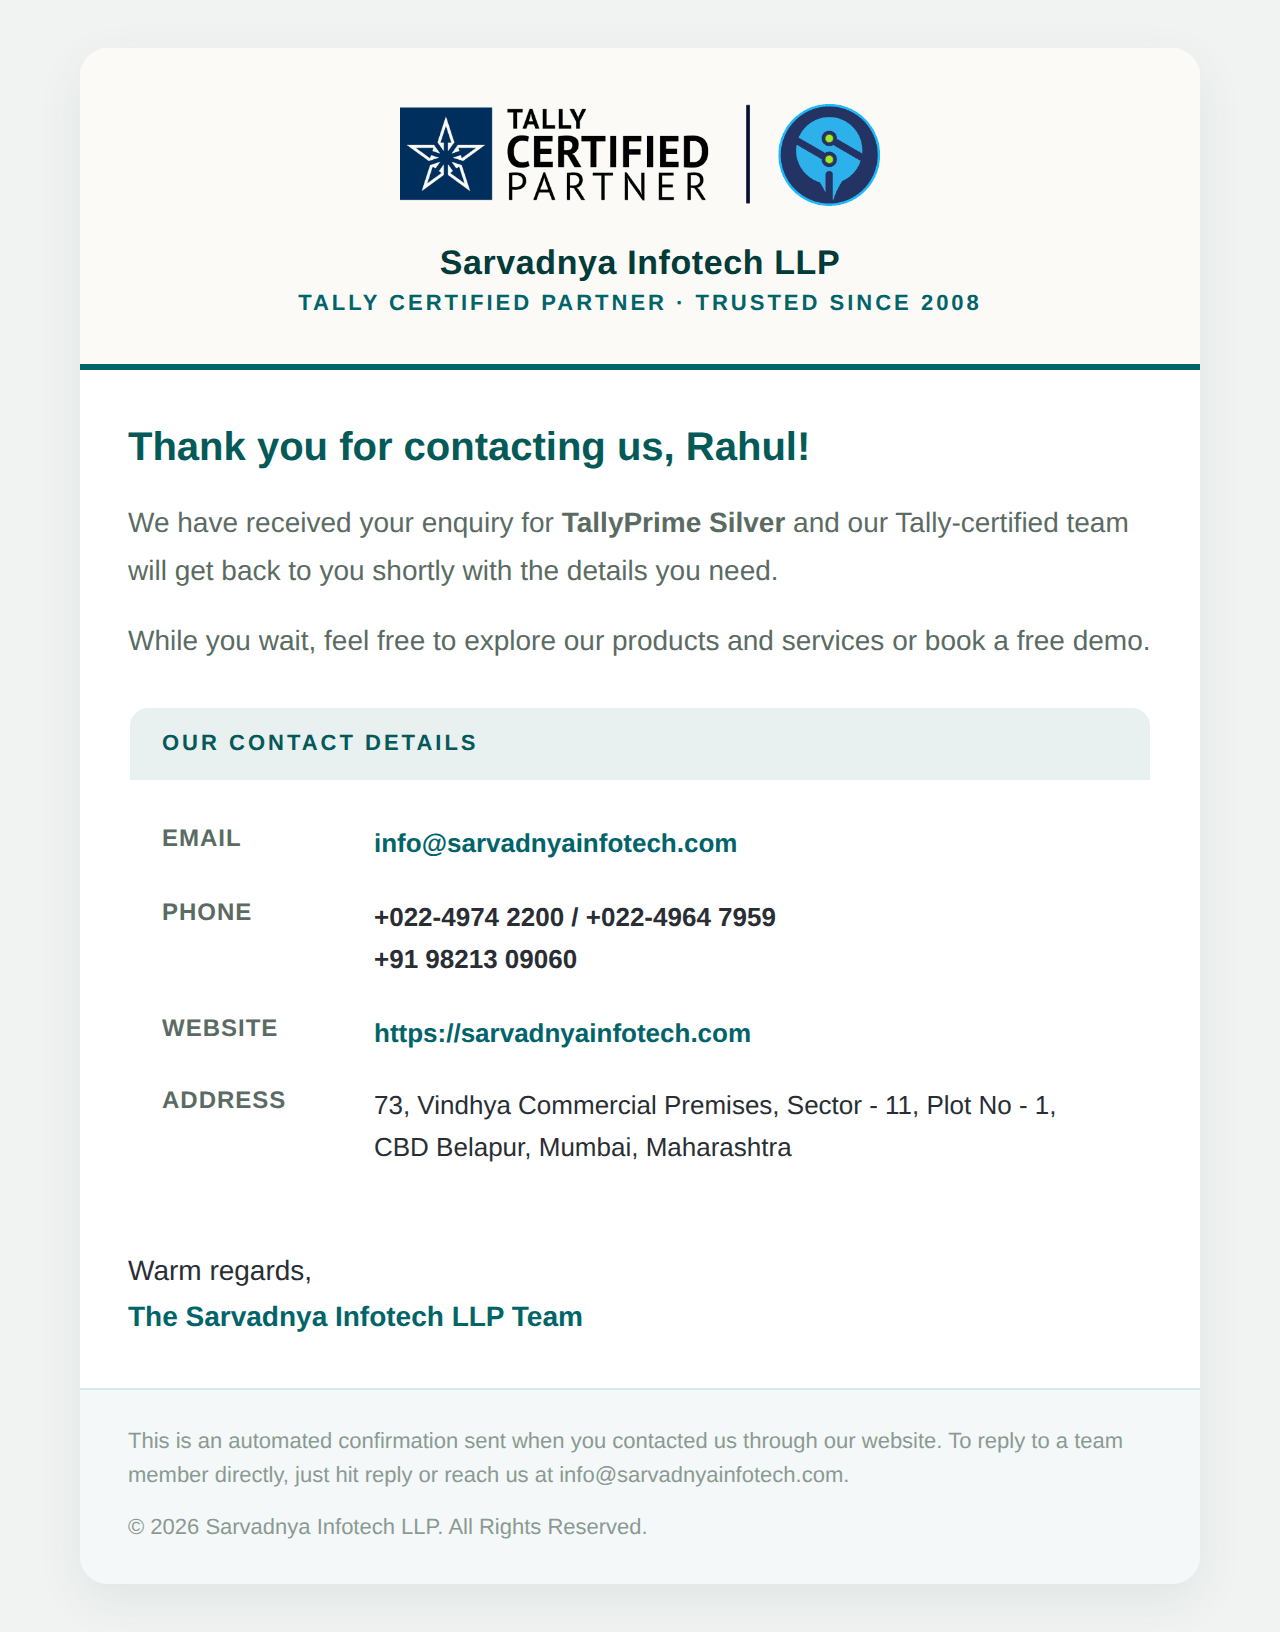 TALLY
CERTIFIED
PARTNER
Sarvadnya Infotech LLP
TALLY CERTIFIED PARTNER · TRUSTED SINCE 2008
Thank you for contacting us, Rahul!
We have received your enquiry for TallyPrime Silver and our Tally-certified team
will get back to you shortly with the details you need.
While you wait, feel free to explore our products and services or book a free demo.
OUR CONTACT DETAILS
EMAIL info@sarvadnyainfotech.com
PHONE +022-4974 2200 / +022-4964 7959
+91 98213 09060
WEBSITE https://sarvadnyainfotech.com
ADDRESS 73, Vindhya Commercial Premises, Sector - 11, Plot No - 1,
CBD Belapur, Mumbai, Maharashtra
Warm regards,
The Sarvadnya Infotech LLP Team
This is an automated confirmation sent when you contacted us through our website. To reply to a team
member directly, just hit reply or reach us at info@sarvadnyainfotech.com.
© 2026 Sarvadnya Infotech LLP. All Rights Reserved.